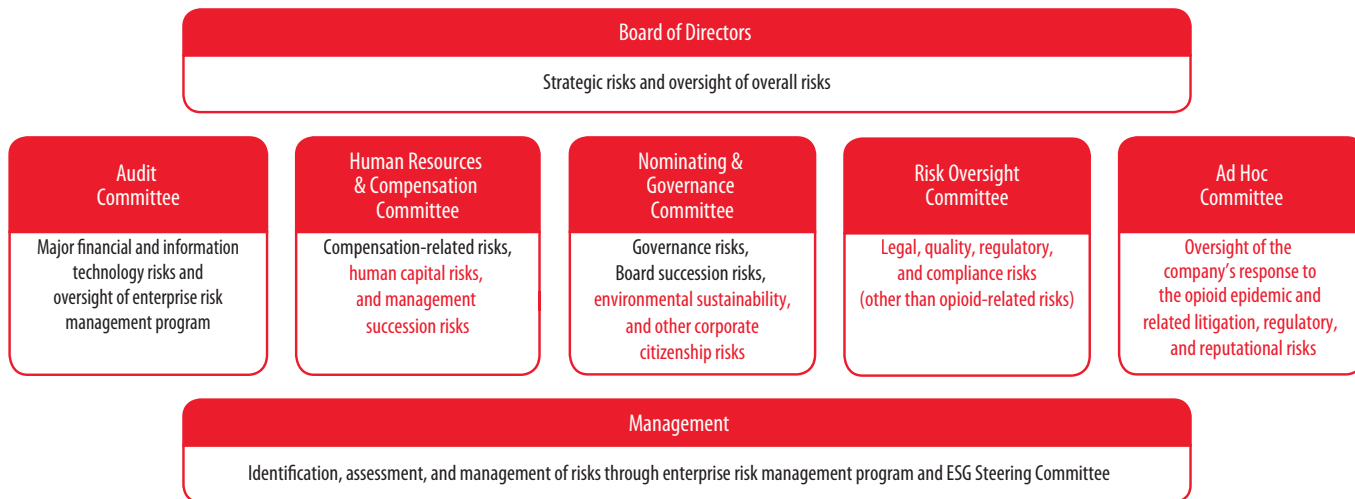 Board of Directors
Strategic risks and oversight of overall risks
Audit
Committee
Major financial and information
technology risks and
oversight of enterprise risk
management program
Human Resources
& Compensation
Committee
Compensation-related risks,
human capital risks,
and management
succession risks
Nominating &
Governance
Committee
Governance risks,
Board succession risks,
environmental sustainability,
and other corporate
citizenship risks
Risk Oversight
Committee
Legal, quality, regulatory,
and compliance risks
(other than opioid-related risks)
Ad Hoc
Committee
Oversight of the
company’s response to
the opioid epidemic and
related litigation, regulatory,
and reputational risks
Management
Identification, assessment, and management of risks through enterprise risk management program and ESG Steering Committee